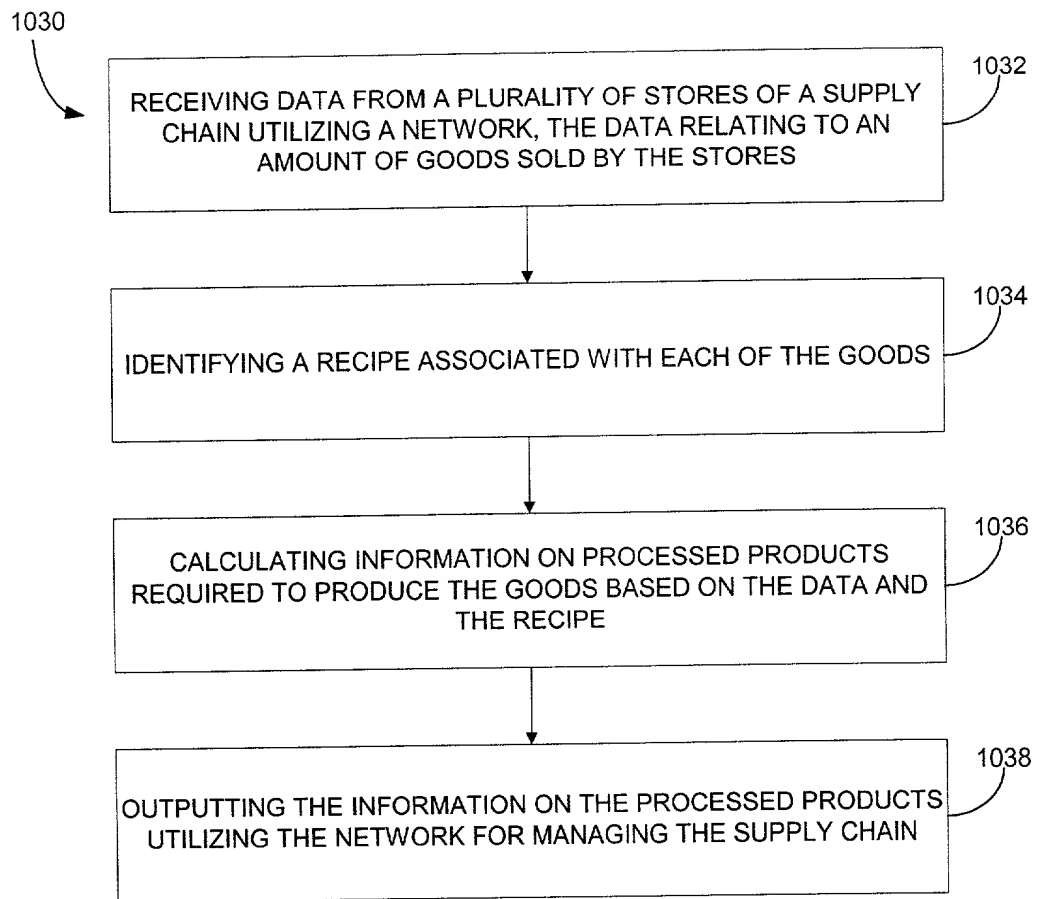 1030
1032
RECEIVING DATA FROM A PLURALITY OF STORES OF A SUPPLY
CHAIN UTILIZING A NETWORK, THE DATA RELATING TO AN
AMOUNT OF GOODS SOLD BY THE STORES
1034
IDENTIFYING A RECIPE ASSOCIATED WITH EACH OF THE GOODS
1036
CALCULATING INFORMATION ON PROCESSED PRODUCTS
REQUIRED TO PRODUCE THE GOODS BASED ON THE DATA AND
THE RECIPE
1038
OUTPUTTING THE INFORMATION ON THE PROCESSED PRODUCTS
UTILIZING THE NETWORK FOR MANAGING THE SUPPLY CHAIN